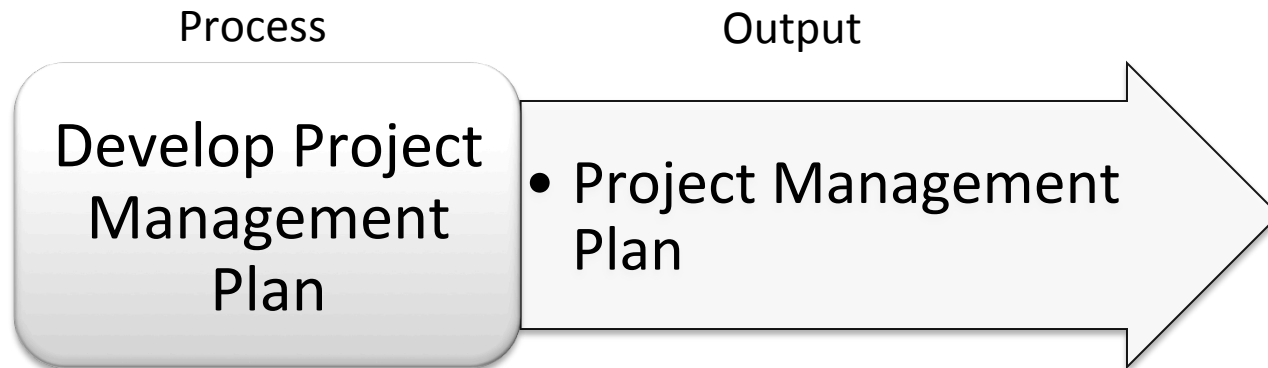 Process
Output
Develop Project
Management
Plan
• Project Management
Plan